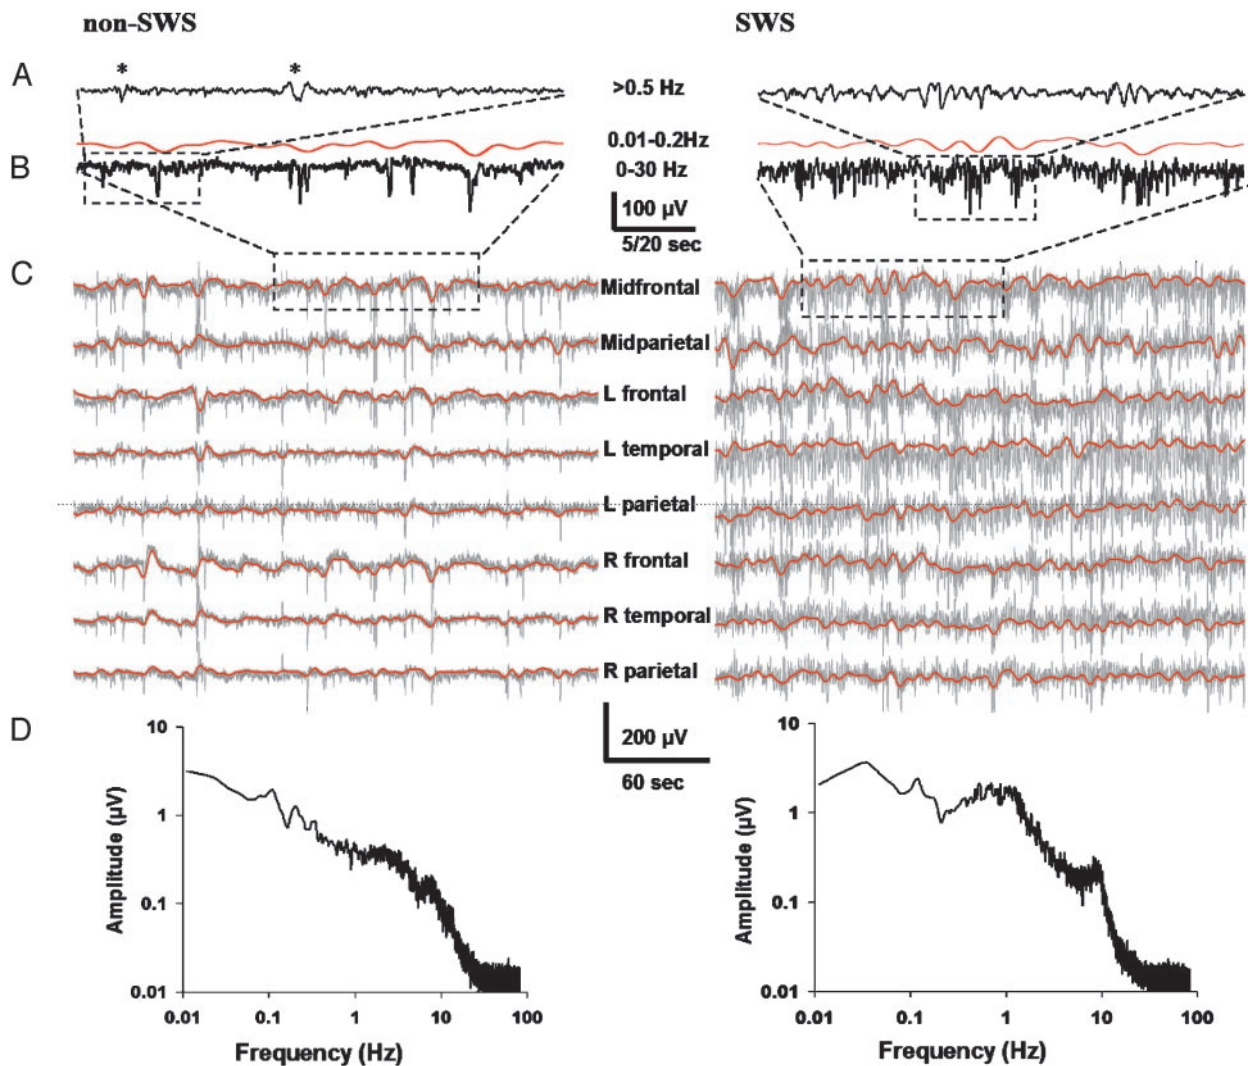 non-SWS SWS
A * * >0.5 Hz
0.01-0.2Hz
B 0-30 Hz
100 µV
5/20 sec
C Midfrontal
Midparietal
L frontal
L temporal
L parietal
R frontal
R temporal
R parietal
D 200 µV
60 sec
10
1
0.1
0.01
Amplitude (µV)
0.01 0.1 1 10 100
Frequency (Hz)
10
1
0.1
0.01
Amplitude (µV)
0.01 0.1 1 10 100
Frequency (Hz)